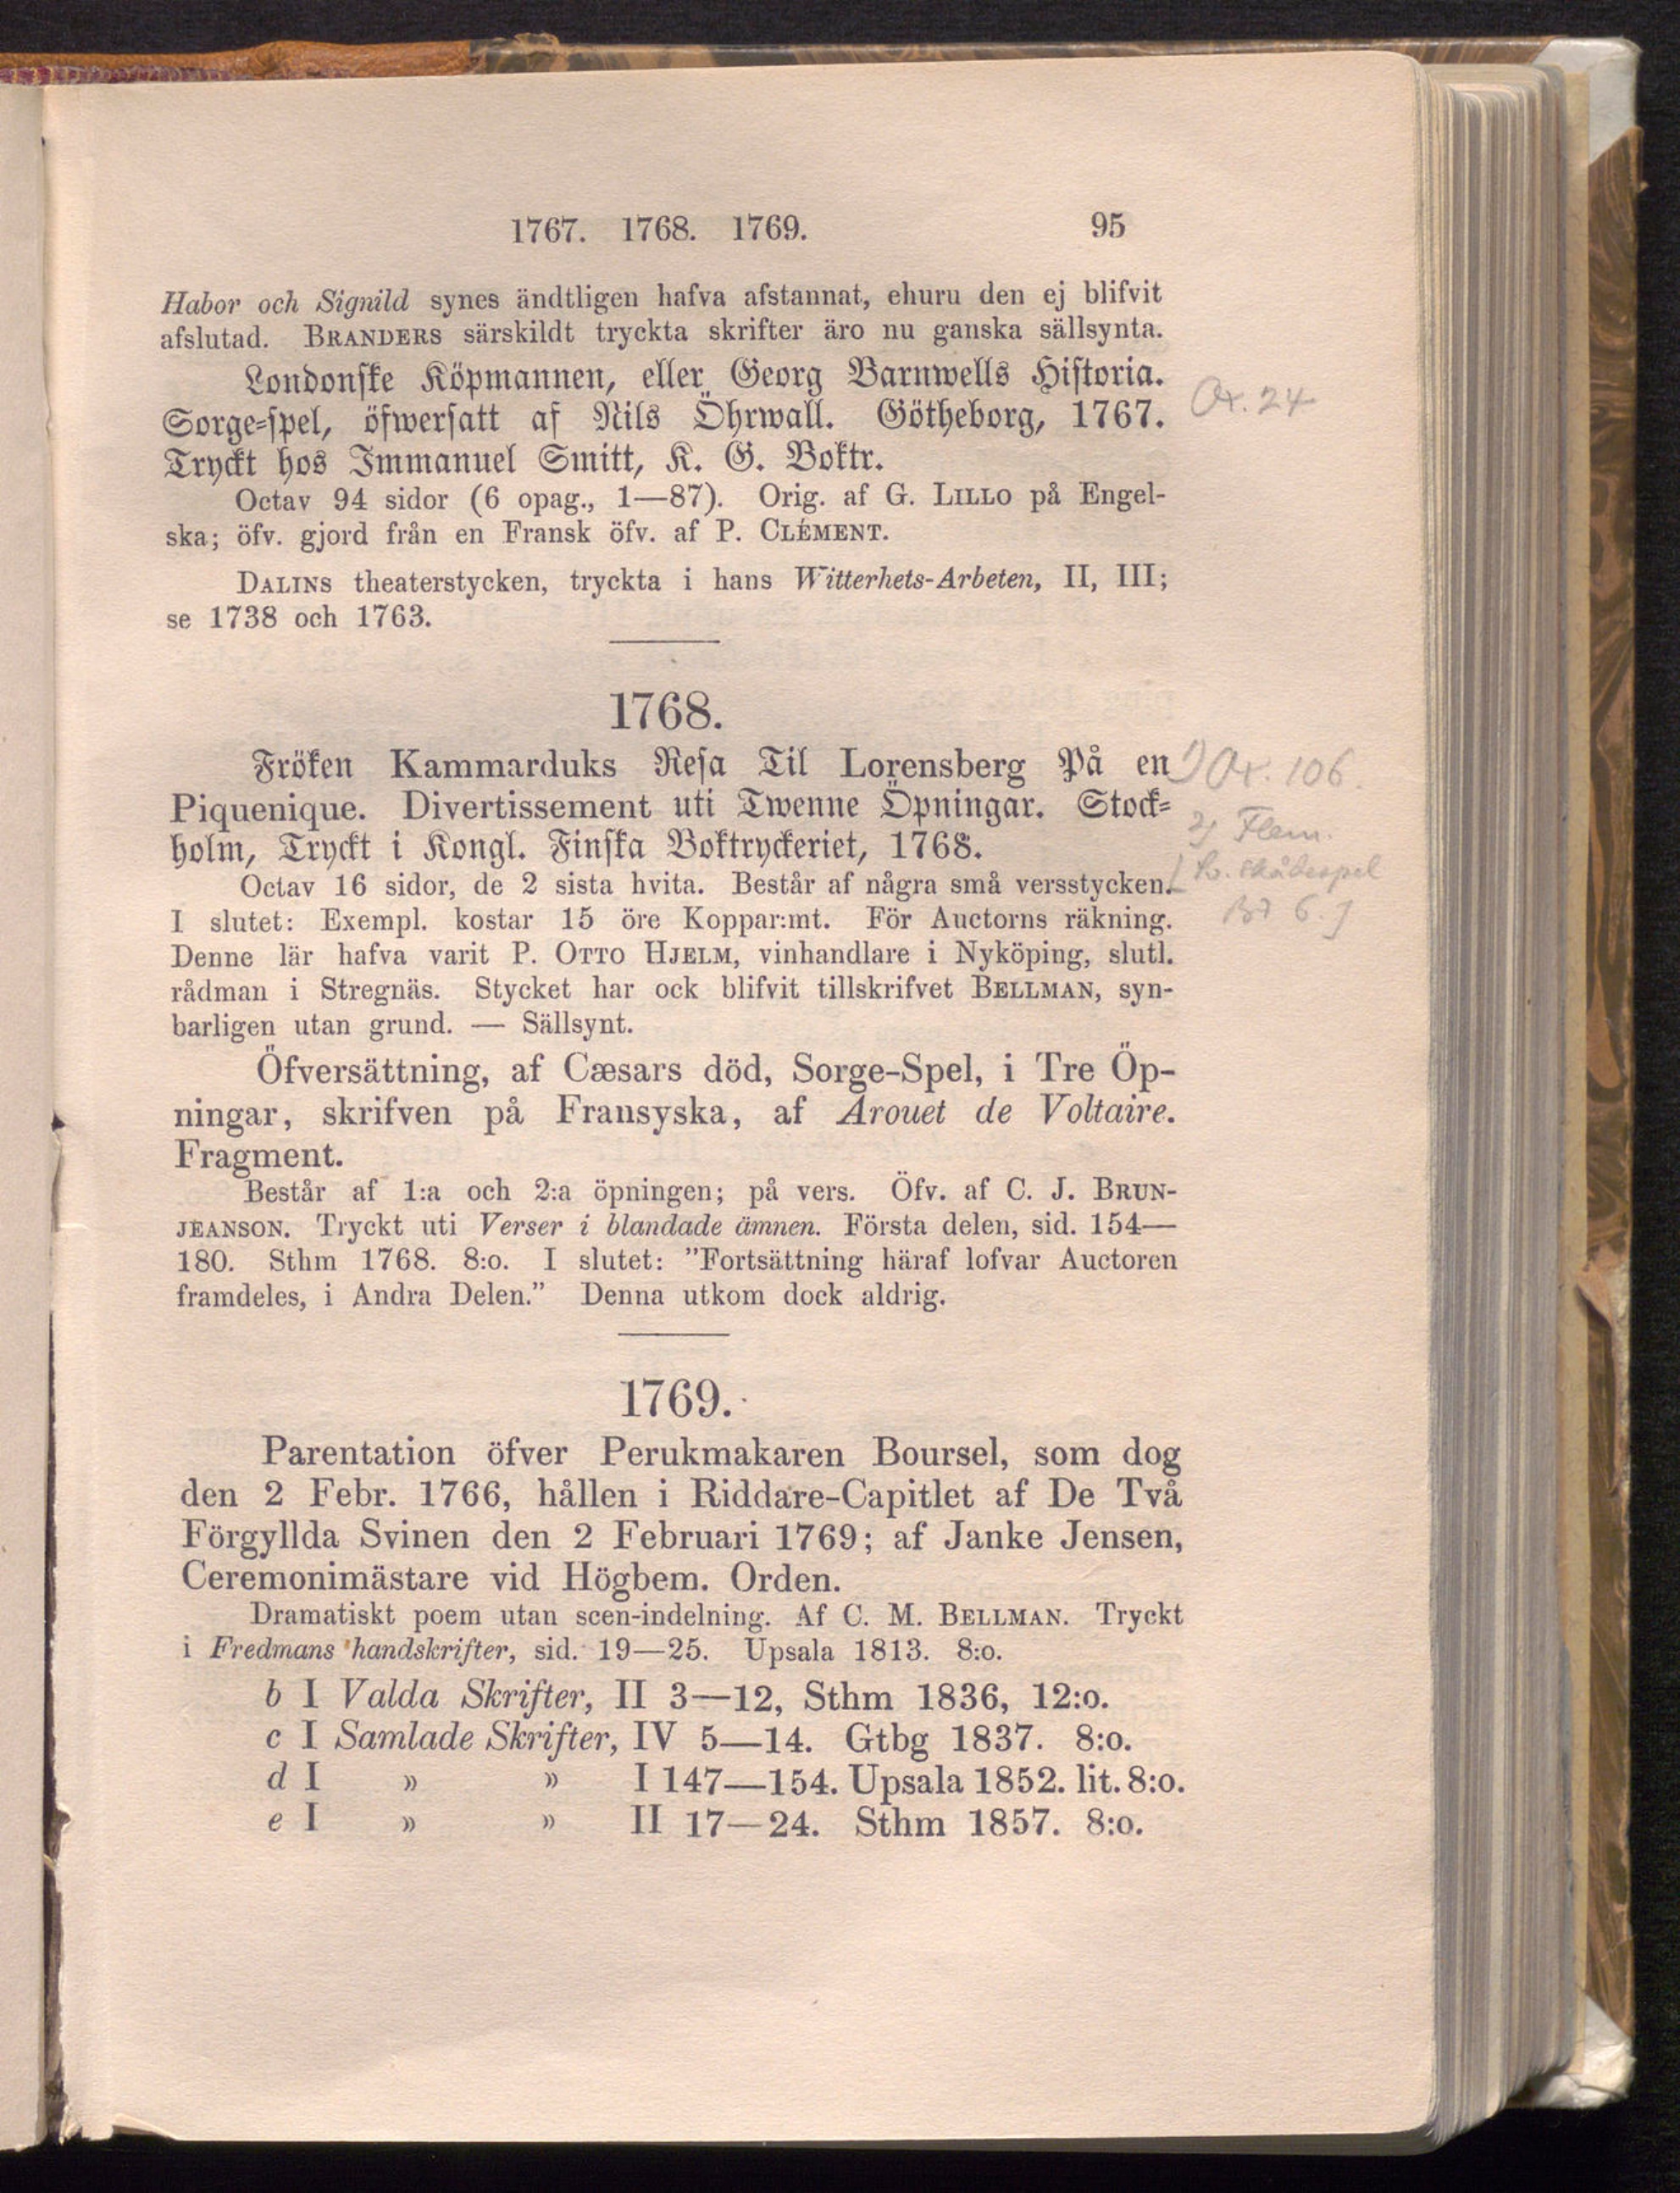 1767. 1768. 1769. 95
Habor och Signild synes ändtligen hafva afstannat, ehuru den ej blifvit
afslutad. BRANDERS särskildt tryckta skrifter äro nu ganska sällsynta.
Londonske Köpmannen, eller Georg Barnwells Historia.
Sorge-spel, öfwersatt af Nils Öhrwall. Götheborg, 1767.
Ox. 24
Tryckt hos Immanuel Smitt, K. G. Boktr.
Octav 94 sidor (6 opag., 1—87). Orig. af G. LILLO på Engel-
ska; öfv. gjord från en Fransk öfv. af P. CLÉMENT.
DALINS theaterstycken, tryckta i hans Witterhets-Arbeten, II, III;
se 1738 och 1763.
1768.
Fröken Kammarduks Resa Til Lorensberg På en
1) Ox. 106.
Piquenique. Divertissement uti Twenne Öpningar. Stock-
2) Flem.
holm, Tryckt i Kongl. Finska Boktryckeriet, 1768.
skådespel
Octav 16 sidor, de 2 sista hvita. Består af några små versstycken.
Bd 6.]
I slutet: Exempl. kostar 15 öre Koppar:mt. För Auctorns räkning.
Denne lär hafva varit P. OTTO HJELM, vinhandlare i Nyköping, slutl.
rådman i Stregnäs. Stycket har ock blifvit tillskrifvet BELLMAN, syn-
barligen utan grund. — Sällsynt.
Öfversättning, af Cæsars död, Sorge-Spel, i Tre Öp-
ningar, skrifven på Fransyska, af Arouet de Voltaire.
Fragment.
Består af 1:a och 2:a öpningen; på vers. Öfv. af C. J. BRUN-
JEANSON. Tryckt uti Verser i blandade ämnen. Första delen, sid. 154—
180. Sthm 1768. 8:o. I slutet: ”Fortsättning häraf lofvar Auctoren
framdeles, i Andra Delen.” Denna utkom dock aldrig.
1769.
Parentation öfver Perukmakaren Boursel, som dog
den 2 Febr. 1766, hållen i Riddare-Capitlet af De Två
Förgyllda Svinen den 2 Februari 1769; af Janke Jensen,
Ceremonimästare vid Högbem. Orden.
Dramatiskt poem utan scen-indelning. Af C. M. BELLMAN. Tryckt
i Fredmans handskrifter, sid. 19—25. Upsala 1813. 8:o.
b I Valda Skrifter, II 3—12, Sthm 1836, 12:o.
c I Samlade Skrifter, IV 5—14. Gtbg 1837. 8:o.
d I » » I 147—154. Upsala 1852. lit. 8:o.
e I » » II 17—24. Sthm 1857. 8:o.